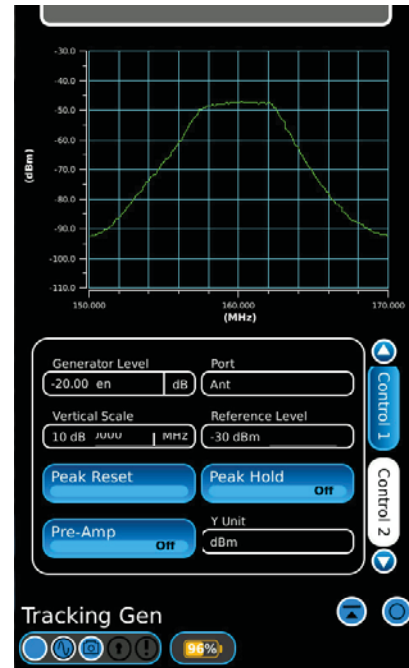 -30.0
-40.0
-50.0
-60.0
-70.0
-80.0
-90.0
-100.0
-110.0
(dBm)
150.000 160.000 170.000
(MHz)
Generator Level Port
-20.00 en dB Ant
Vertical Scale Reference Level
10 dB MHz -30 dBm
Peak Reset Peak Hold
Off
Pre-Amp Y Unit
Off dBm
Control 1
Control 2
Tracking Gen
96%